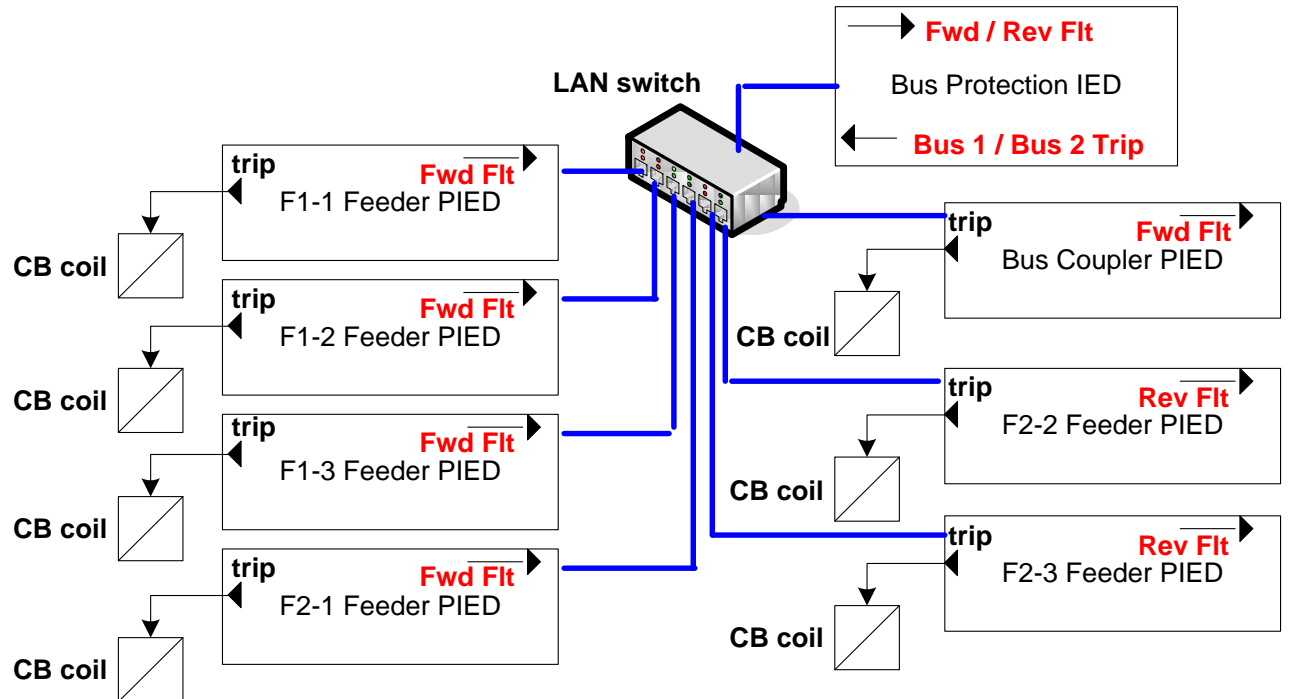 Fwd / Rev Flt
Bus Protection IED
Bus 1 / Bus 2 Trip
LAN switch
trip
Fwd Flt
F1-1 Feeder PIED
CB coil
trip
Fwd Flt
F1-2 Feeder PIED
CB coil
trip
Fwd Flt
F1-3 Feeder PIED
CB coil
trip
Fwd Flt
F2-1 Feeder PIED
CB coil
trip
Fwd Flt
Bus Coupler PIED
CB coil
trip
Rev Flt
F2-2 Feeder PIED
CB coil
trip
Rev Flt
F2-3 Feeder PIED
CB coil